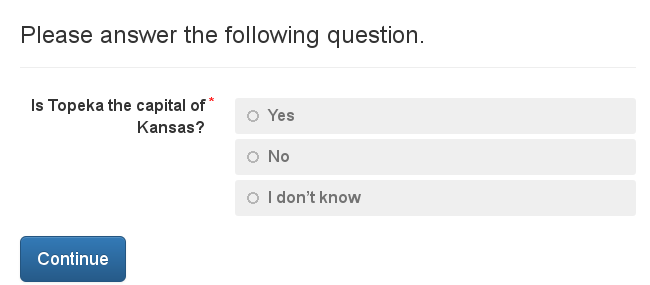 Please answer the following question.
Is Topeka the capital of *
Kansas?
Yes
No
I don’t know
Continue